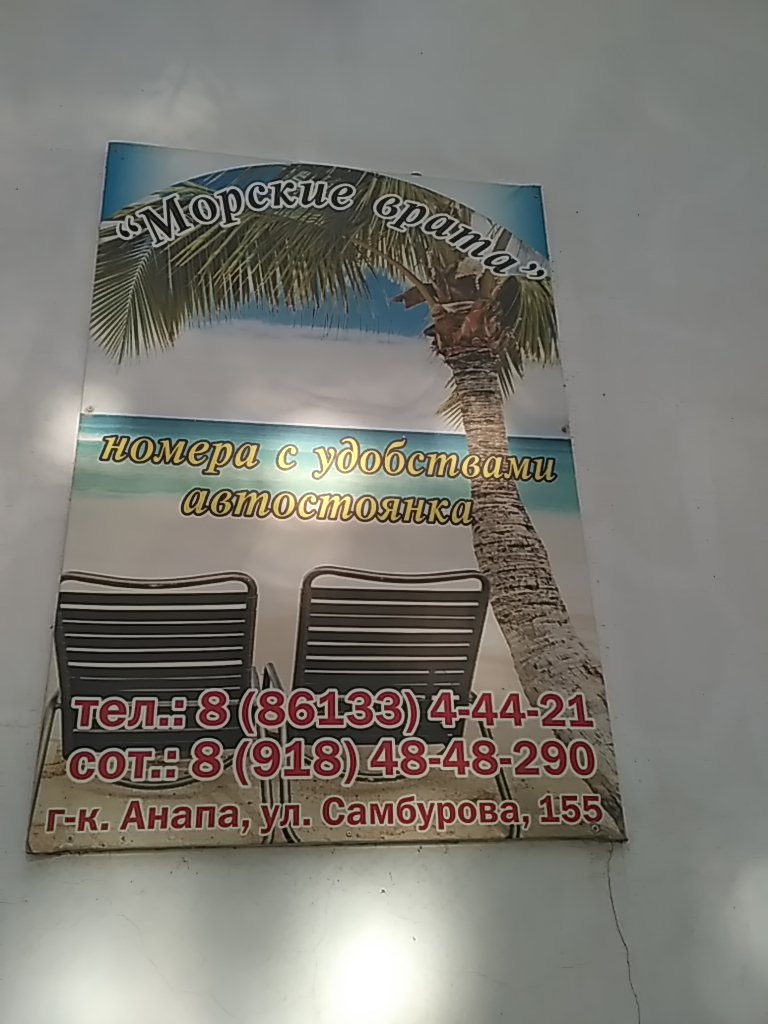 “Морские врата”
номера с удобствами
автостоянка
тел.: 8 (86133) 4-44-21
сот.: 8 (918) 48-48-290
г-к. Анапа, ул. Самбурова, 155